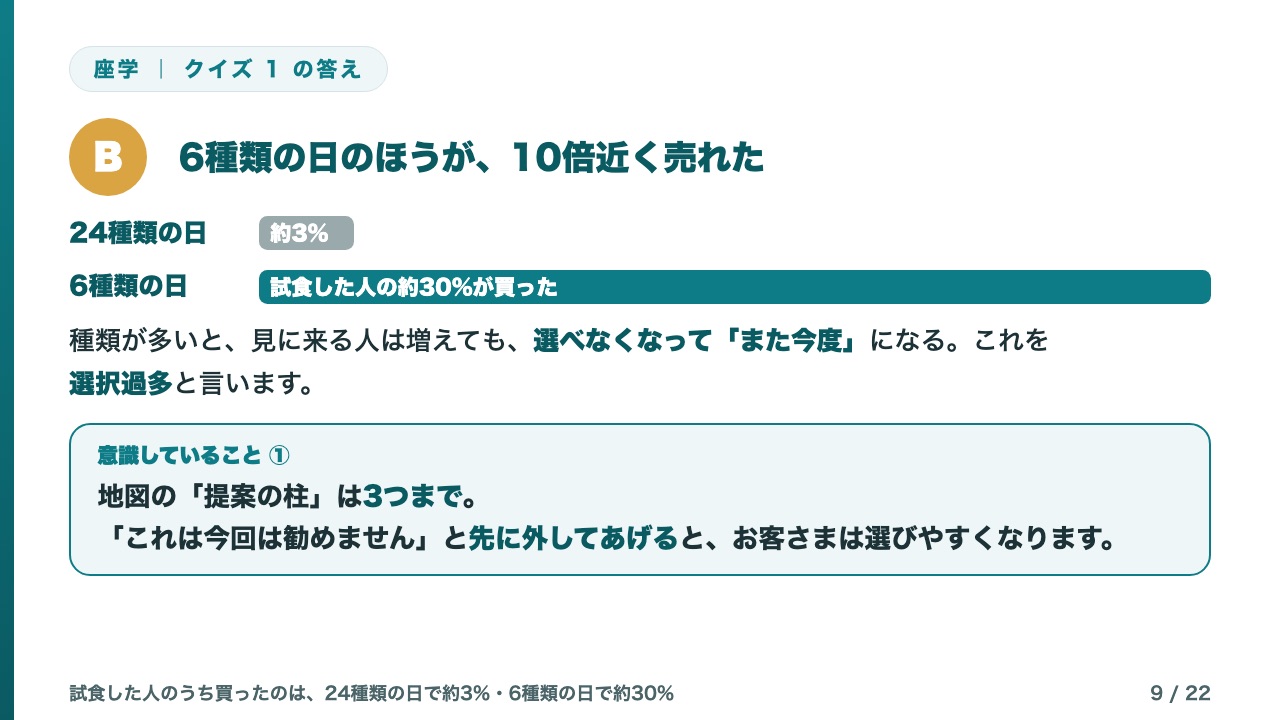 座学 ｜ クイズ 1 の答え
B
6種類の日のほうが、10倍近く売れた
24種類の日
約3%
6種類の日
試食した人の約30%が買った
種類が多いと、見に来る人は増えても、選べなくなって「また今度」になる。これを
選択過多と言います。
意識していること ①
地図の「提案の柱」は3つまで。
「これは今回は勧めません」と先に外してあげると、お客さまは選びやすくなります。
試食した人のうち買ったのは、24種類の日で約3%・6種類の日で約30%
9 / 22